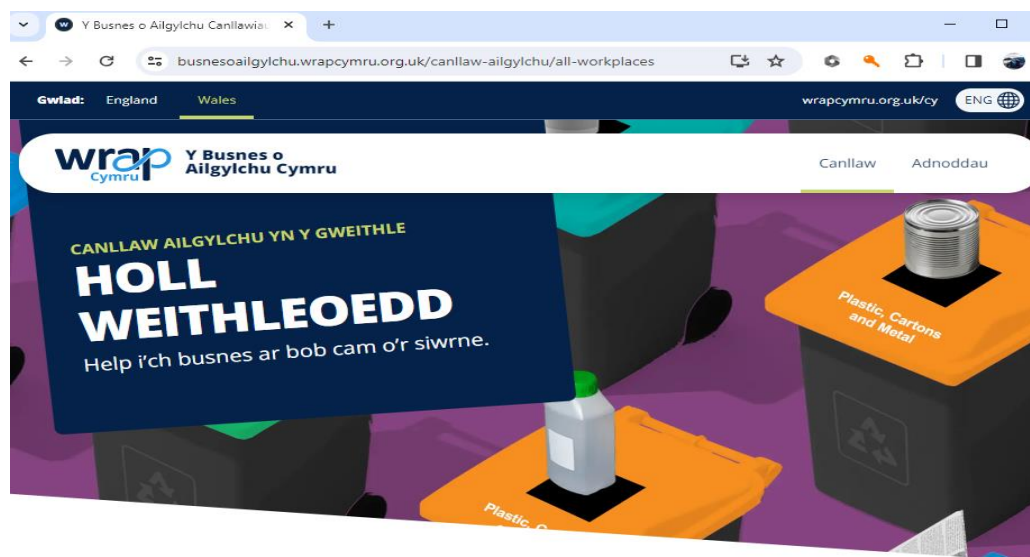 Y Busnes o Ailgylchu Canllawiau
busnesoailgylchu.wrapcymru.org.uk/canllaw-ailgylchu/all-workplaces
Gwlad: England Wales wrapcymru.org.uk/cy ENG
wrap Cymru
Y Busnes o
Ailgylchu Cymru
Canllaw Adnoddau
CANLLAW AILGYLCHU YN Y GWEITHLE
HOLL
WEITHLEOEDD
Help i'ch busnes ar bob cam o'r siwrne.
Plastic, Cartons
and Metal
Plastic, C